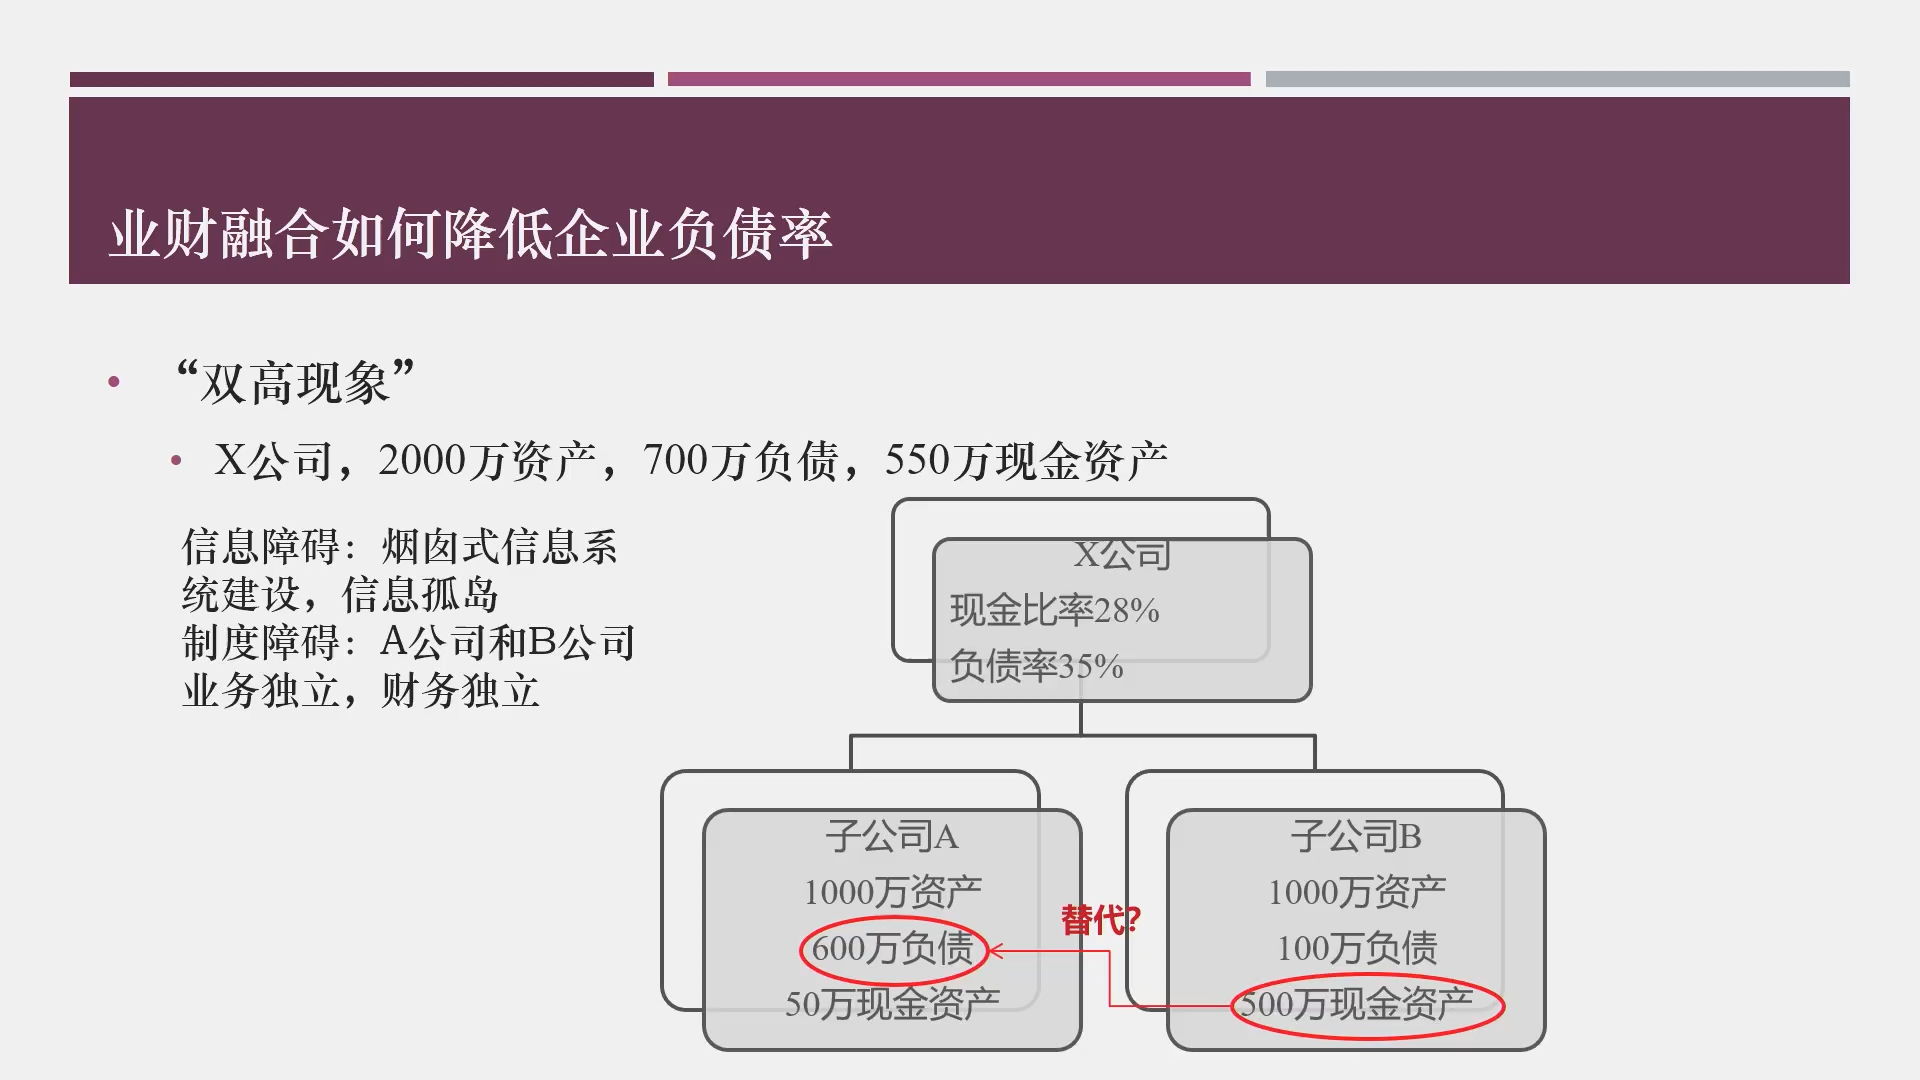 业财融合如何降低企业负债率
“双高现象”
X公司，2000万资产，700万负债，550万现金资产
信息障碍：烟囱式信息系
统建设，信息孤岛
制度障碍：A公司和B公司
业务独立，财务独立
X公司
现金比率28%
负债率35%
子公司A
1000万资产
600万负债
50万现金资产
替代?
子公司B
1000万资产
100万负债
500万现金资产